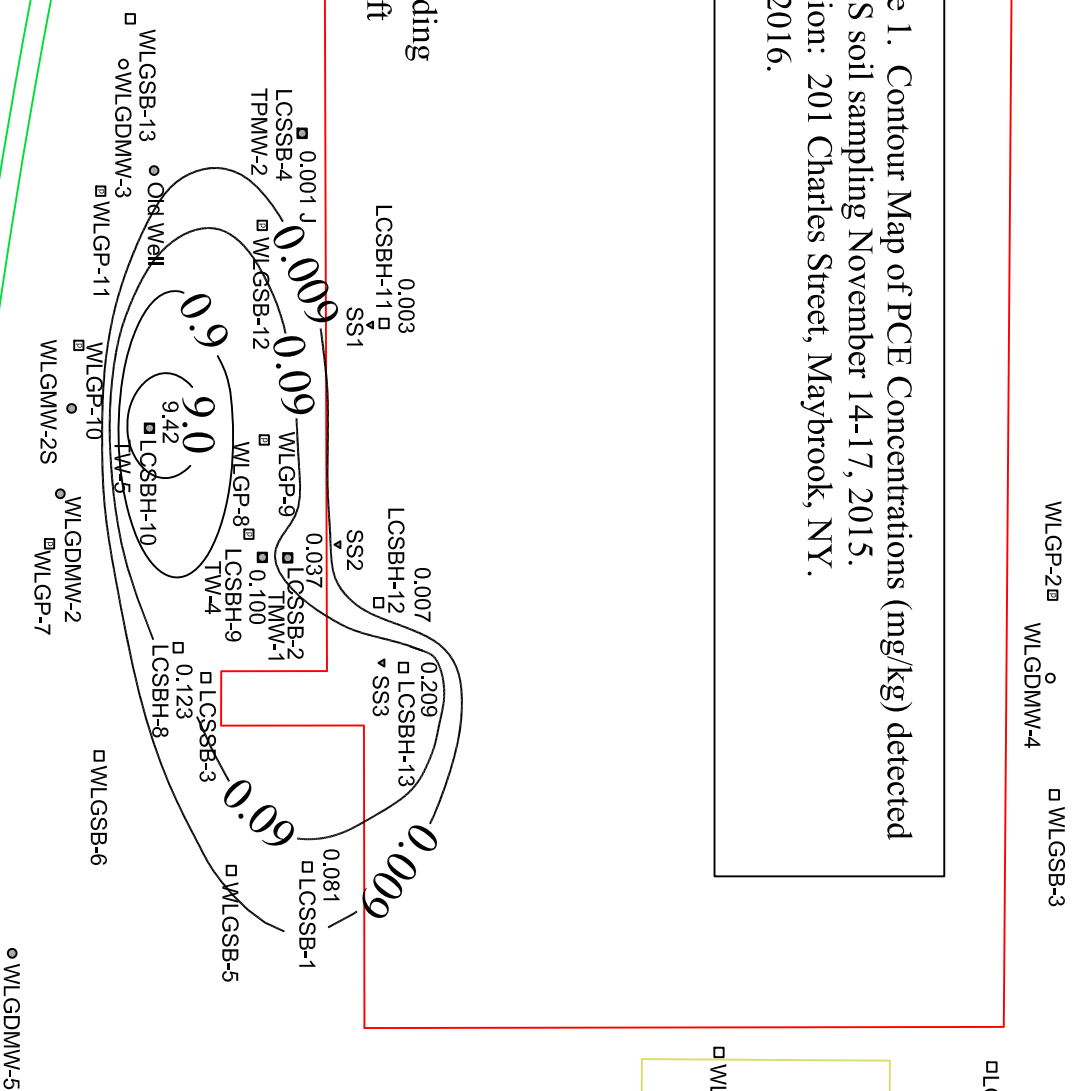 e 1. Contour Map of PCE Concentrations (mg/kg) detected
S soil sampling November 14-17, 2015.
ion: 201 Charles Street, Maybrook, NY.
2016.
ding
ft
WLGP-2
WLGDMW-4
WLGSB-3
WLGSB-13
WLGDMW-3
Old Well
WLGP-11
LCSSB-4
TPMW-2
0.001 J
WLGSB-12
0.009
0.003
LCSBH-11
SS1
0.09
0.9
9.0
9.42
LCSBH-10
TW-5
WLGP-10
WLGMW-2S
WLGDMW-2
WLGP-7
WLGP-9
WLGP-8
SS2
LCSBH-12
0.007
0.037
LCSSB-2
TMW-1
0.100
LCSBH-9
TW-4
0.209
LCSBH-13
SS3
LCSSB-3
0.123
LCSBH-8
0.09
0.009
0.081
LCSSB-1
WLGSB-5
WLGSB-6
WLGDMW-5
WL
LC